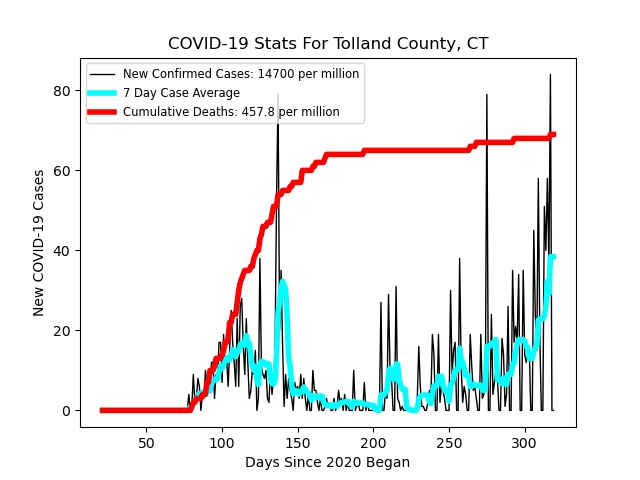 COVID-19 Stats For Tolland County, CT
New Confirmed Cases: 14700 per million
7 Day Case Average
Cumulative Deaths: 457.8 per million
New COVID-19 Cases
80
60
40
20
0
50 100 150 200 250 300
Days Since 2020 Began